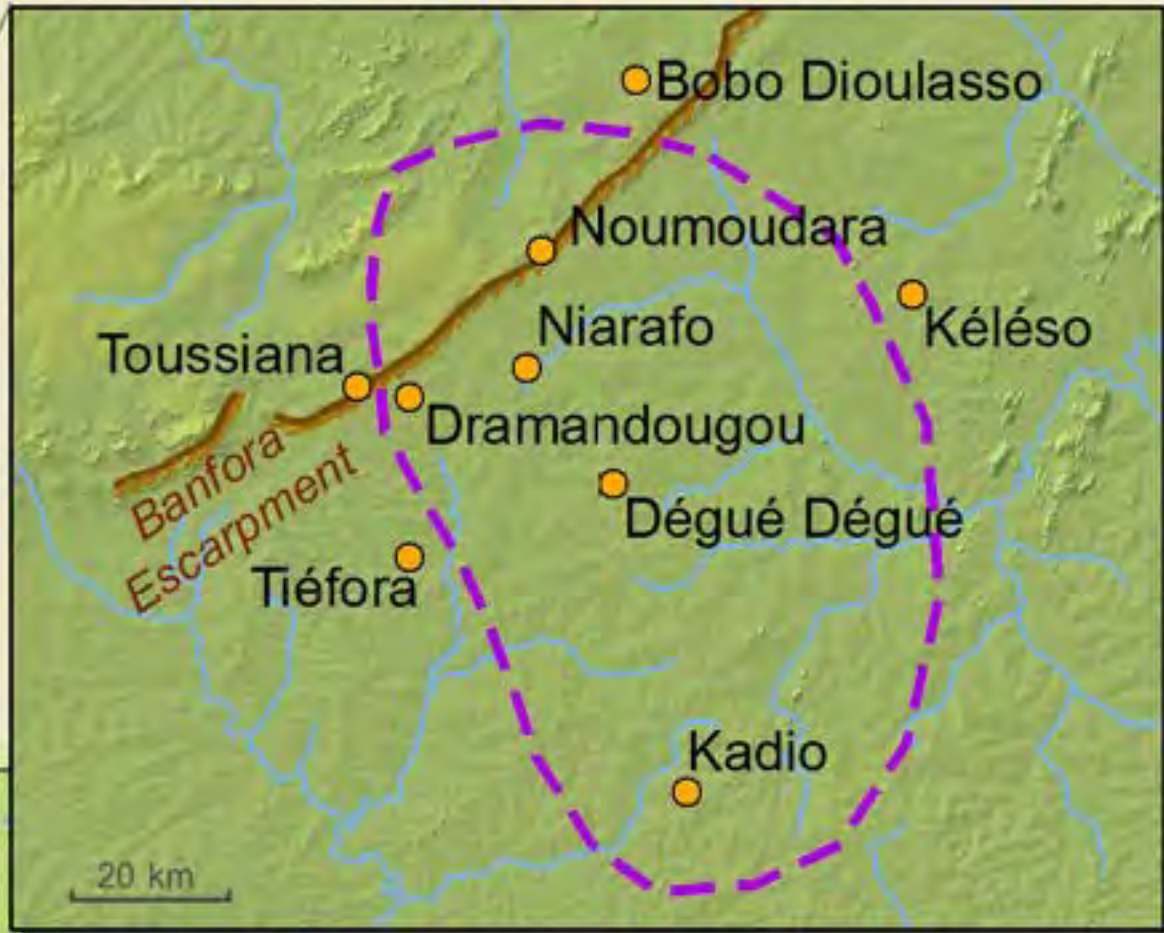 Bobo Dioulasso
Noumoudara
Kéléso
Niarafo
Toussiana
Dramandougou
Banfora
Escarpment
Dégué Dégué
Tiéfora
Kadio
20 km